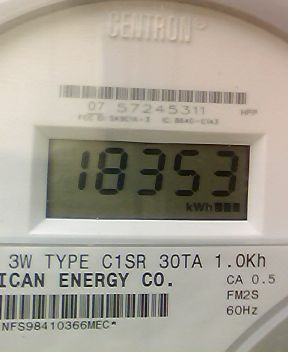 CENTRON®
07 57245311 HFP
18353
kWh
3W TYPE C1SR 30TA 1.0Kh
ICAN ENERGY CO. CA 0.5
FM2S
60Hz
NFS98410366MEC*